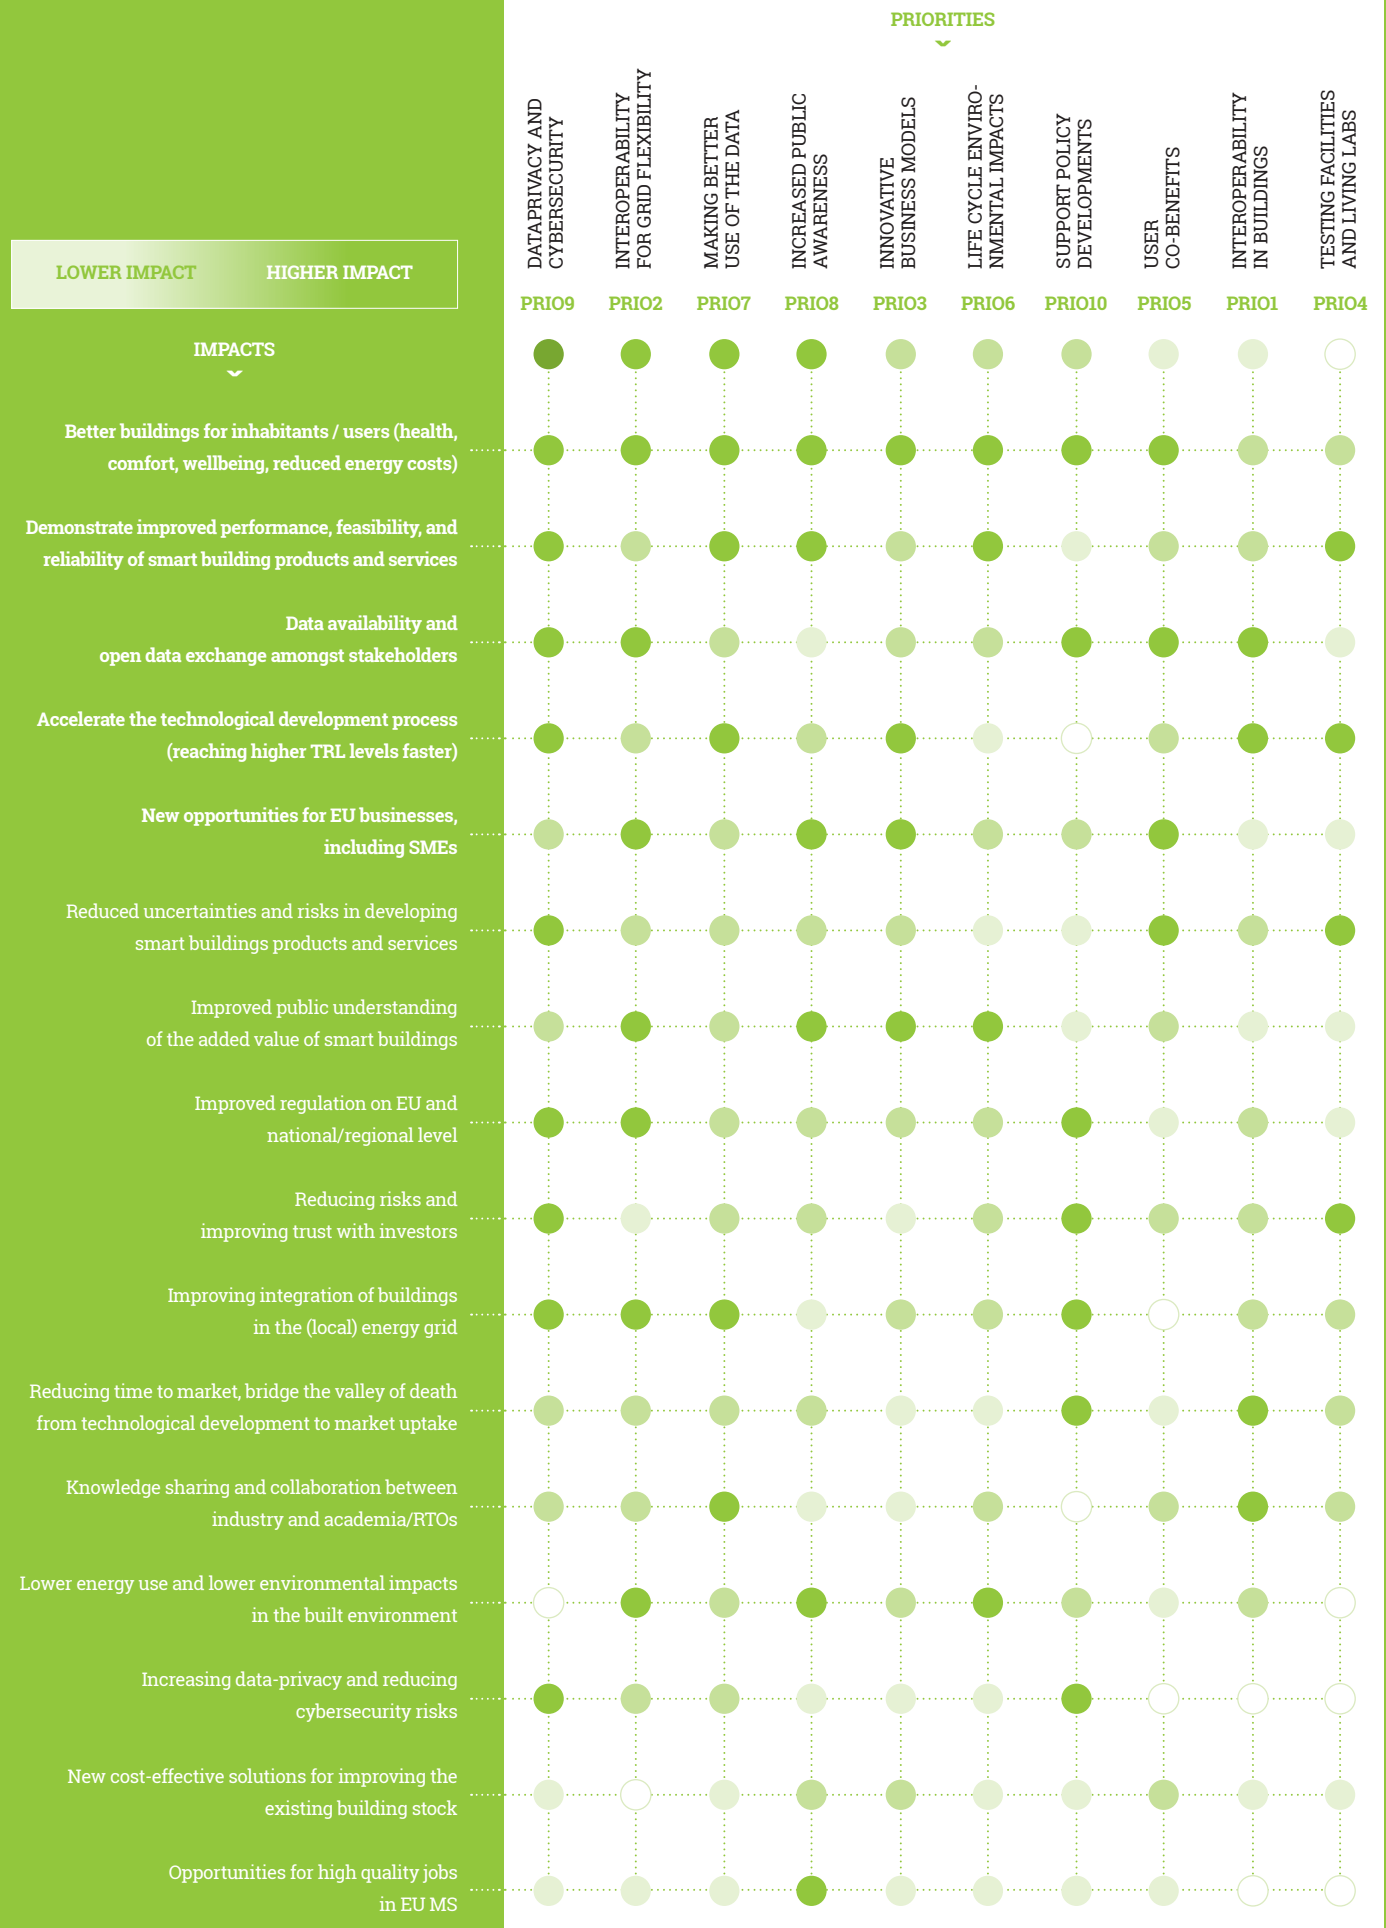 PRIORITIES
DATAPRIVACY AND
CYBERSECURITY
INTEROPERABILITY
FOR GRID FLEXIBILITY
MAKING BETTER
USE OF THE DATA
INCREASED PUBLIC
AWARENESS
INNOVATIVE
BUSINESS MODELS
LIFE CYCLE ENVIRO-
NMENTAL IMPACTS
SUPPORT POLICY
DEVELOPMENTS
USER
CO-BENEFITS
INTEROPERABILITY
IN BUILDINGS
TESTING FACILITIES
AND LIVING LABS
LOWER IMPACT HIGHER IMPACT
PRIO9 PRIO2 PRIO7 PRIO8 PRIO3 PRIO6 PRIO10 PRIO5 PRIO1 PRIO4
IMPACTS
Better buildings for inhabitants / users (health,
comfort, wellbeing, reduced energy costs)
Demonstrate improved performance, feasibility, and
reliability of smart building products and services
Data availability and
open data exchange amongst stakeholders
Accelerate the technological development process
(reaching higher TRL levels faster)
New opportunities for EU businesses,
including SMEs
Reduced uncertainties and risks in developing
smart buildings products and services
Improved public understanding
of the added value of smart buildings
Improved regulation on EU and
national/regional level
Reducing risks and
improving trust with investors
Improving integration of buildings
in the (local) energy grid
Reducing time to market, bridge the valley of death
from technological development to market uptake
Knowledge sharing and collaboration between
industry and academia/RTOs
Lower energy use and lower environmental impacts
in the built environment
Increasing data-privacy and reducing
cybersecurity risks
New cost-effective solutions for improving the
existing building stock
Opportunities for high quality jobs
in EU MS